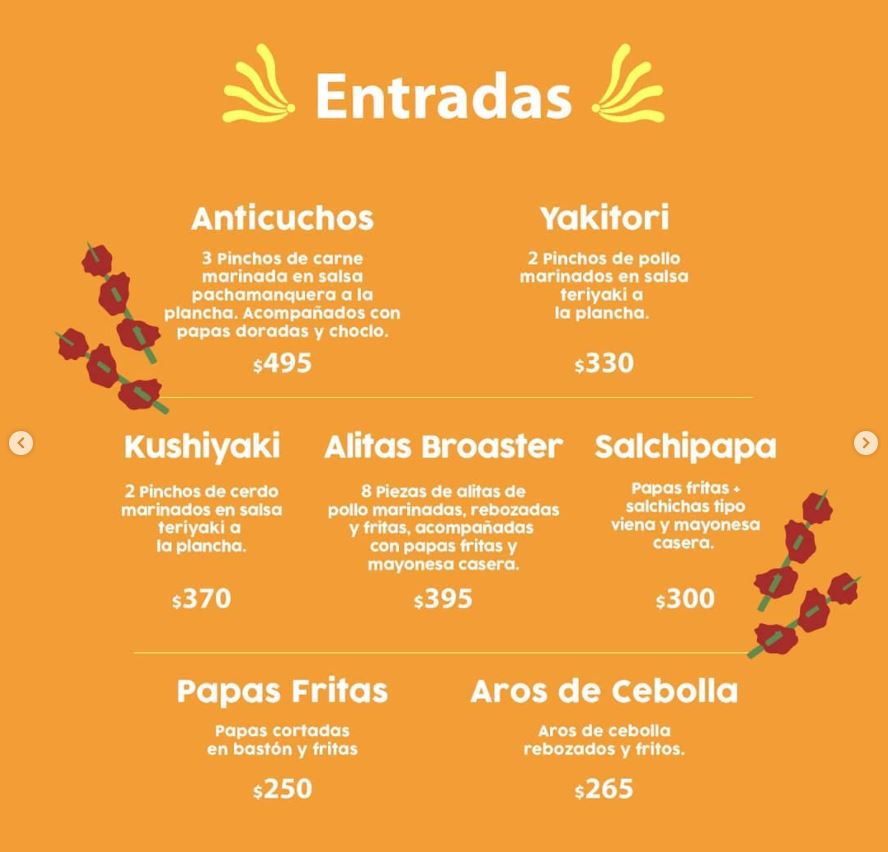 Entradas
Anticuchos
3 Pinchos de carne
marinada en salsa
pachamanquera a la
plancha. Acompañados con
papas doradas y choclo.
$495
Yakitori
2 Pinchos de pollo
marinados en salsa
teriyaki a
la plancha.
$330
Kushiyaki
2 Pinchos de cerdo
marinados en salsa
teriyaki a
la plancha.
$370
Alitas Broaster
8 Piezas de alitas de
pollo marinadas, rebozadas
y fritas, acompañadas
con papas fritas y
mayonesa casera.
$395
Salchipapa
Papas fritas +
salchichas tipo
viena y mayonesa
casera.
$300
Papas Fritas
Papas cortadas
en bastón y fritas
$250
Aros de Cebolla
Aros de cebolla
rebozados y fritos.
$265